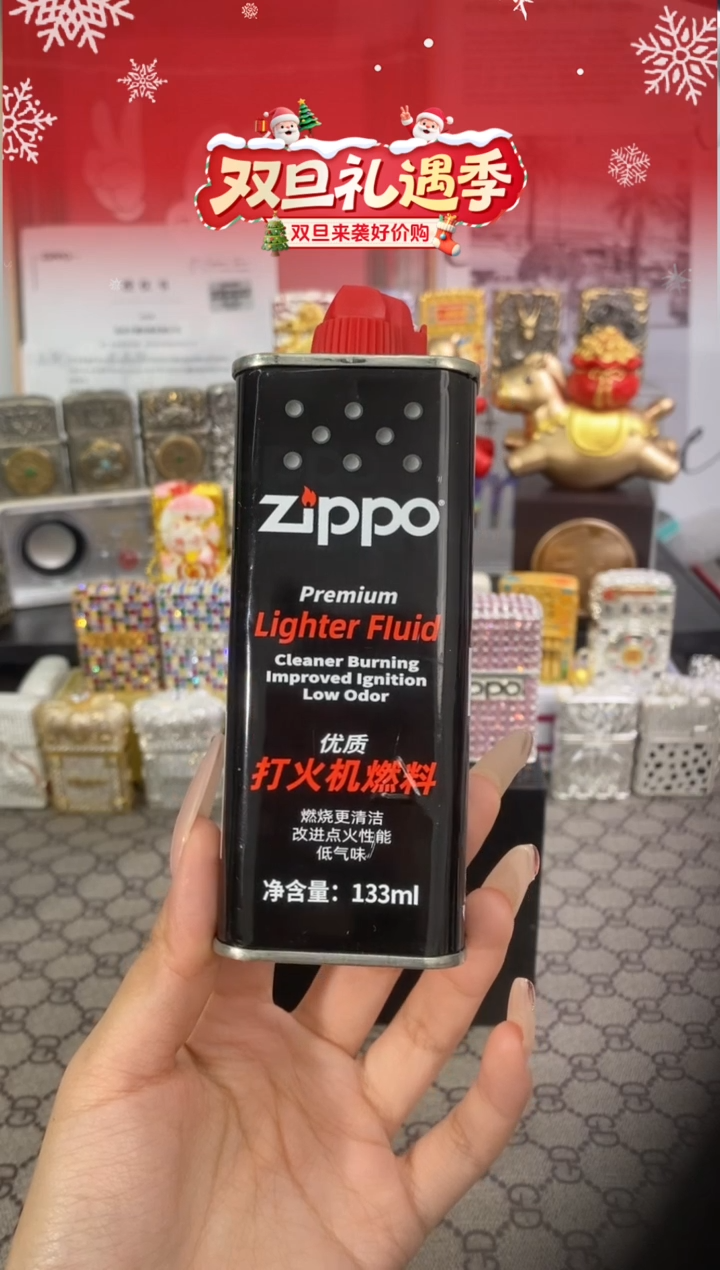 双旦礼遇季
双旦来袭好价购
zippo
Premium
Lighter Fluid
Cleaner Burning
Improved Ignition
Low Odor
优质
打火机燃料
燃烧更清洁
改进点火性能
低气味
净含量：133ml
ppo